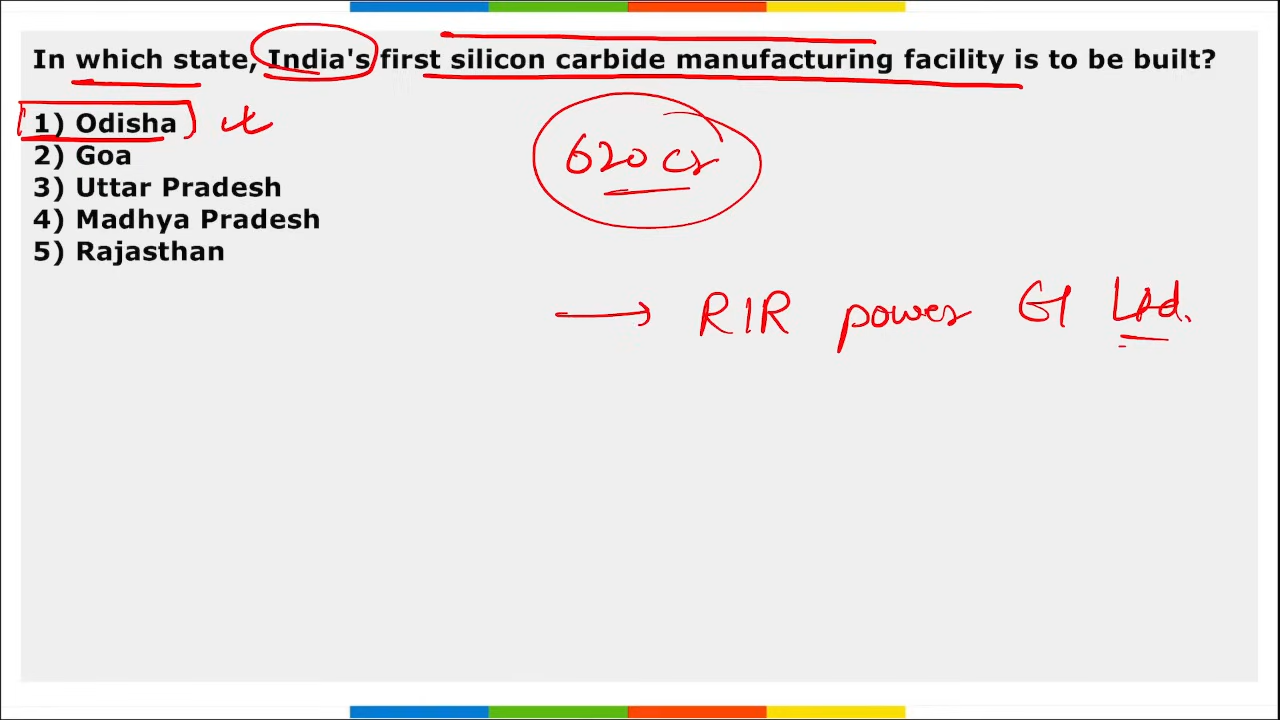 In which state, India's first silicon carbide manufacturing facility is to be built?
1) Odisha
2) Goa
3) Uttar Pradesh
4) Madhya Pradesh
5) Rajasthan
620 cr
RIR power Ltd.